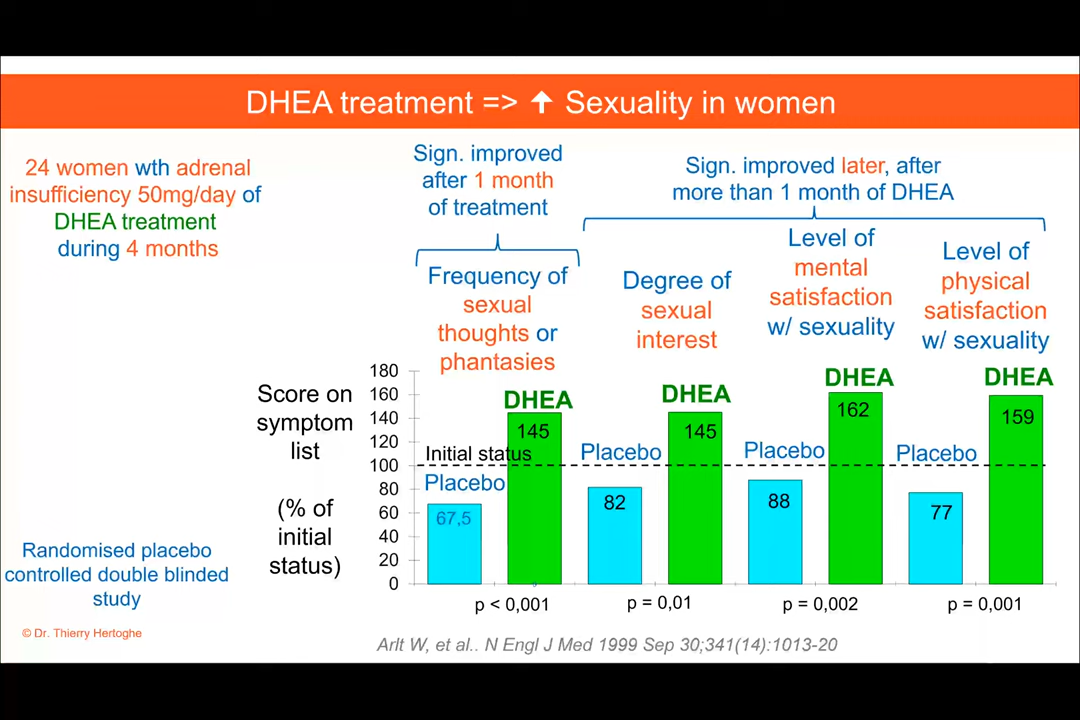 DHEA treatment => ↑ Sexuality in women
24 women wth adrenal
insufficiency 50mg/day of
DHEA treatment
during 4 months
Sign. improved
after 1 month
of treatment
Sign. improved later, after
more than 1 month of DHEA
Frequency of
sexual
thoughts or
phantasies
Degree of
sexual
interest
Level of
mental
satisfaction
w/ sexuality
Level of
physical
satisfaction
w/ sexuality
Score on
symptom
list
(% of
initial
status)
180
160
140
120
100
80
60
40
20
0
Initial status
Placebo
67,5
DHEA
145
Placebo
82
DHEA
145
Placebo
88
DHEA
162
Placebo
77
DHEA
159
p < 0,001
p = 0,01
p = 0,002
p = 0,001
Randomised placebo
controlled double blinded
study
© Dr. Thierry Hertoghe
Arlt W, et al.. N Engl J Med 1999 Sep 30;341(14):1013-20